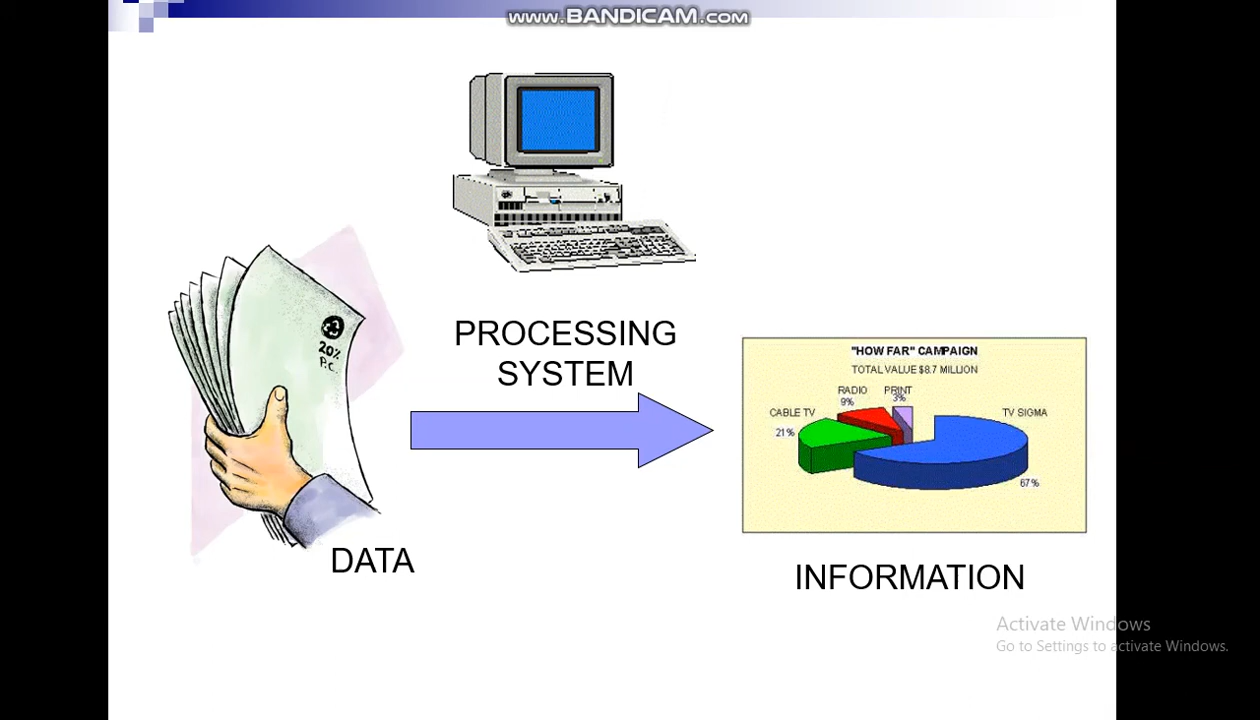 www.BANDICAM.com
20%
P.C.
PROCESSING
SYSTEM
"HOW FAR" CAMPAIGN
TOTAL VALUE $8.7 MILLION
RADIO
9%
PRINT
3%
CABLE TV
21%
TV SIGMA
67%
DATA
INFORMATION
Activate Windows
Go to Settings to activate Windows.